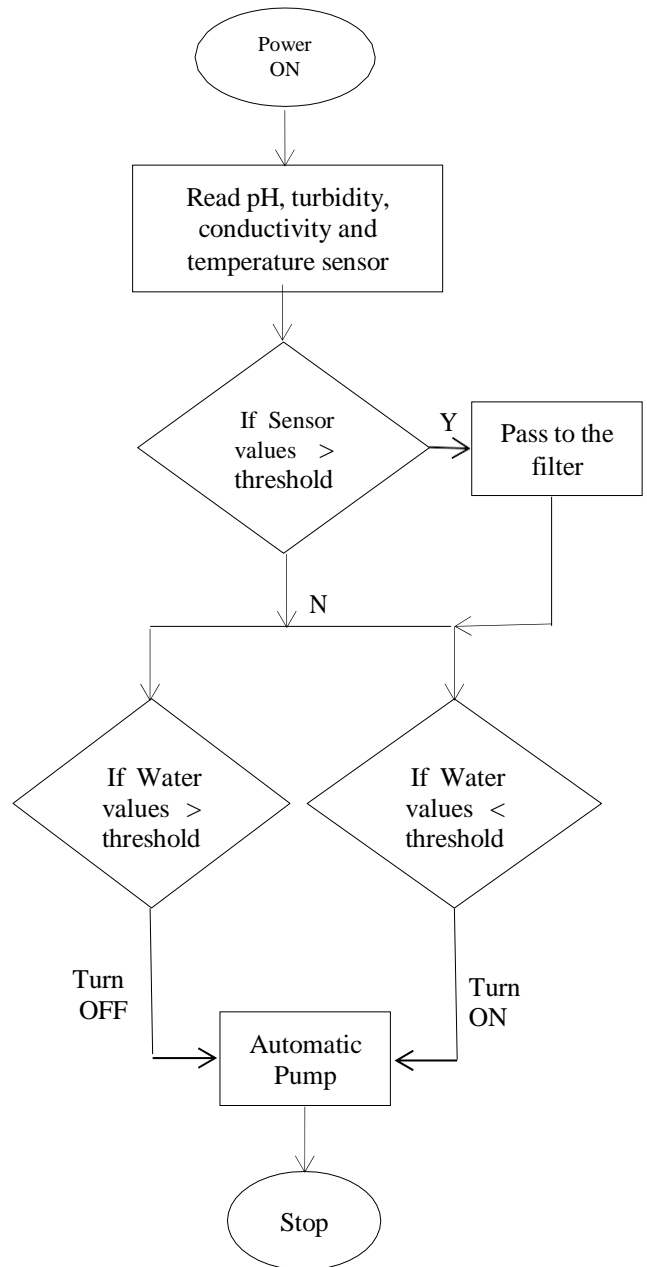 Power
ON
Read pH, turbidity,
conductivity and
temperature sensor
If Sensor
values >
threshold
Y
Pass to the
filter
N
If Water
values >
threshold
If Water
values <
threshold
Turn
OFF
Turn
ON
Automatic
Pump
Stop